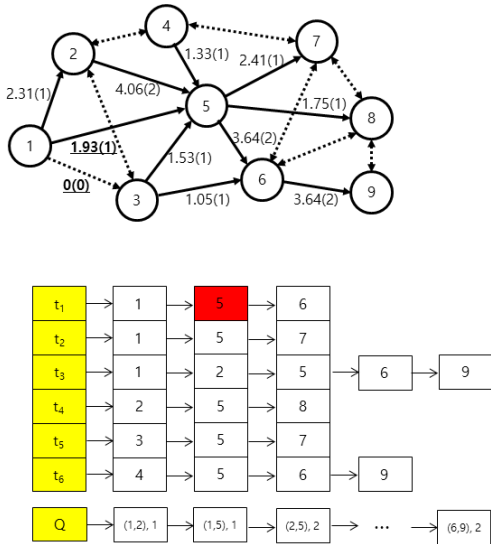 4
7
2
1.33(1)
2.41(1)
2.31(1)
4.06(2)
5
1.75(1)
8
1
1.93(1)
3.64(2)
1.53(1)
0(0)
6
3
1.05(1)
3.64(2)
9
t1 1 5 6
t2 1 5 7
t3 1 2 5 6 9
t4 2 5 8
t5 3 5 7
t6 4 5 6 9
Q (1,2), 1 (1,5), 1 (2,5), 2 ... (6,9), 2